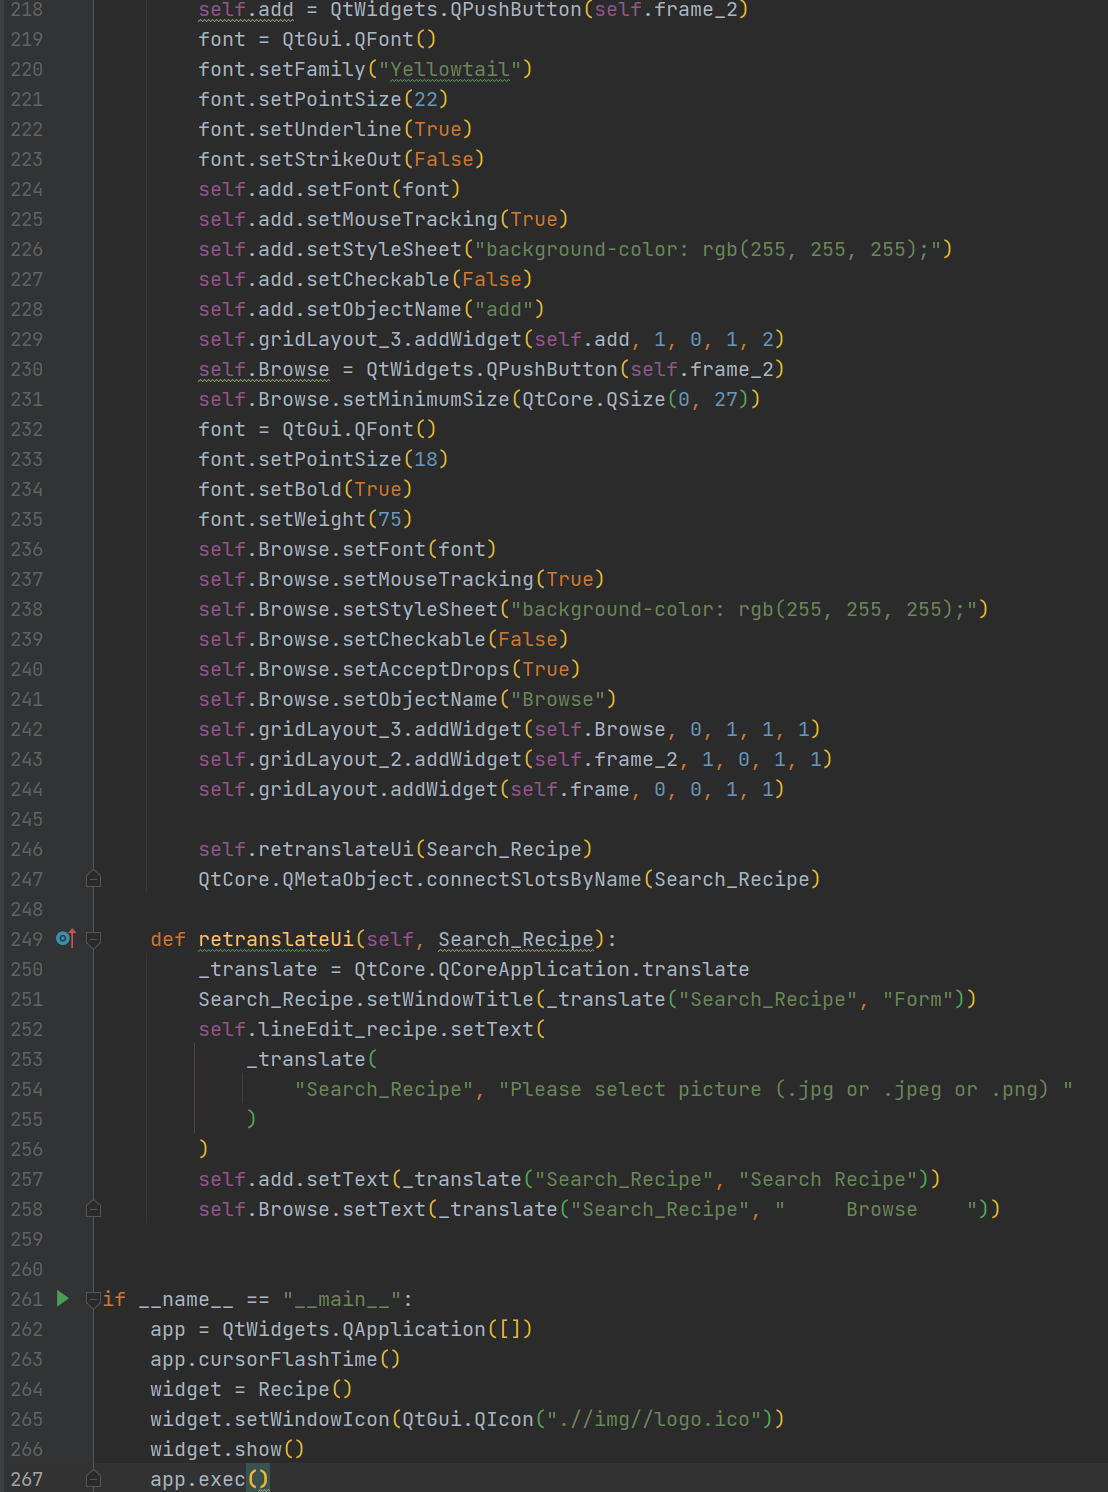 218 self.add = QtWidgets.QPushButton(self.frame_2)
219 font = QtGui.QFont()
220 font.setFamily("Yellowtail")
221 font.setPointSize(22)
222 font.setUnderline(True)
223 font.setStrikeOut(False)
224 self.add.setFont(font)
225 self.add.setMouseTracking(True)
226 self.add.setStyleSheet("background-color: rgb(255, 255, 255);")
227 self.add.setCheckable(False)
228 self.add.setObjectName("add")
229 self.gridLayout_3.addWidget(self.add, 1, 0, 1, 2)
230 self.Browse = QtWidgets.QPushButton(self.frame_2)
231 self.Browse.setMinimumSize(QtCore.QSize(0, 27))
232 font = QtGui.QFont()
233 font.setPointSize(18)
234 font.setBold(True)
235 font.setWeight(75)
236 self.Browse.setFont(font)
237 self.Browse.setMouseTracking(True)
238 self.Browse.setStyleSheet("background-color: rgb(255, 255, 255);")
239 self.Browse.setCheckable(False)
240 self.Browse.setAcceptDrops(True)
241 self.Browse.setObjectName("Browse")
242 self.gridLayout_3.addWidget(self.Browse, 0, 1, 1, 1)
243 self.gridLayout_2.addWidget(self.frame_2, 1, 0, 1, 1)
244 self.gridLayout.addWidget(self.frame, 0, 0, 1, 1)
245
246 self.retranslateUi(Search_Recipe)
247 QtCore.QMetaObject.connectSlotsByName(Search_Recipe)
248
249 def retranslateUi(self, Search_Recipe):
250 _translate = QtCore.QCoreApplication.translate
251 Search_Recipe.setWindowTitle(_translate("Search_Recipe", "Form"))
252 self.lineEdit_recipe.setText(
253 _translate(
254 "Search_Recipe", "Please select picture (.jpg or .jpeg or .png) "
255 )
256 )
257 self.add.setText(_translate("Search_Recipe", "Search Recipe"))
258 self.Browse.setText(_translate("Search_Recipe", "     Browse    "))
259
260
261 if __name__ == "__main__":
262 app = QtWidgets.QApplication([])
263 app.cursorFlashTime()
264 widget = Recipe()
265 widget.setWindowIcon(QtGui.QIcon(".//img//logo.ico"))
266 widget.show()
267 app.exec()